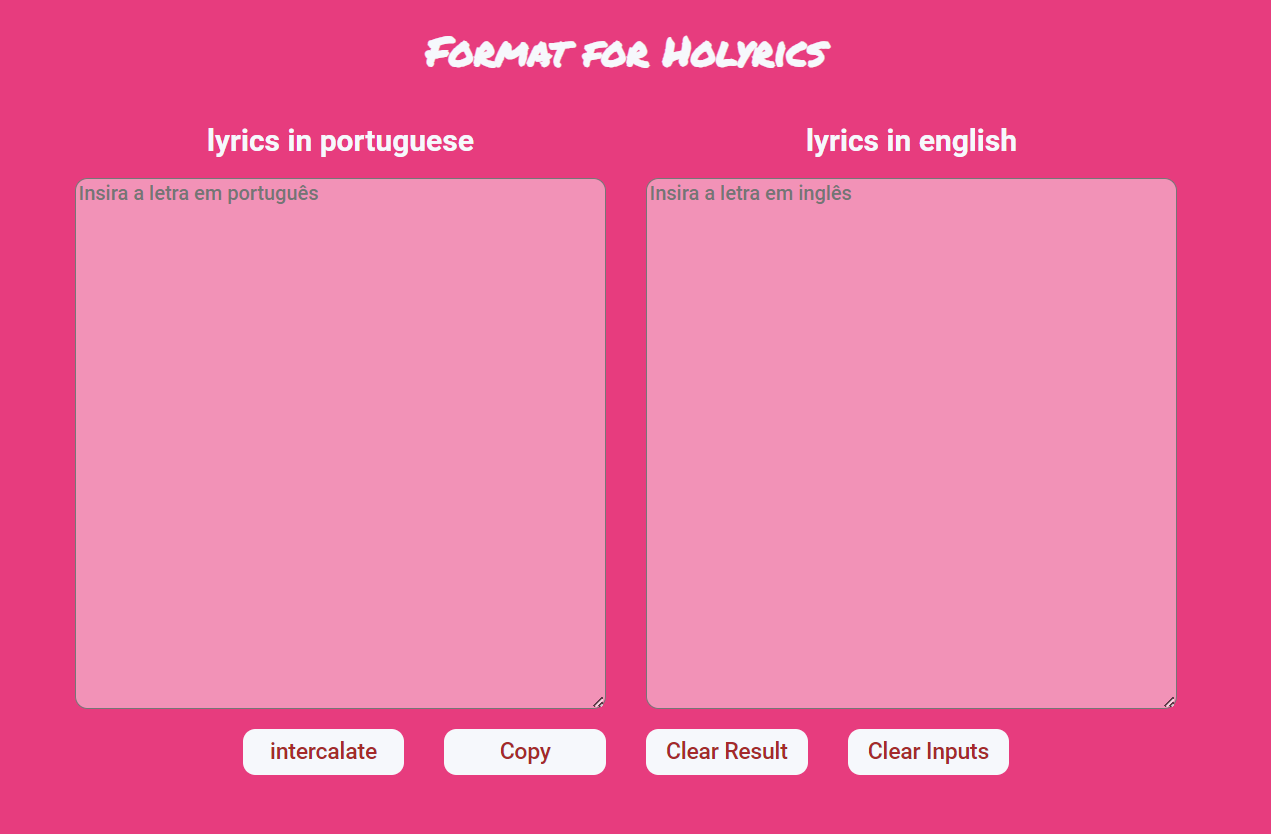 Format for Holyrics
lyrics in portuguese
lyrics in english
Insira a letra em português
Insira a letra em inglês
intercalate
Copy
Clear Result
Clear Inputs